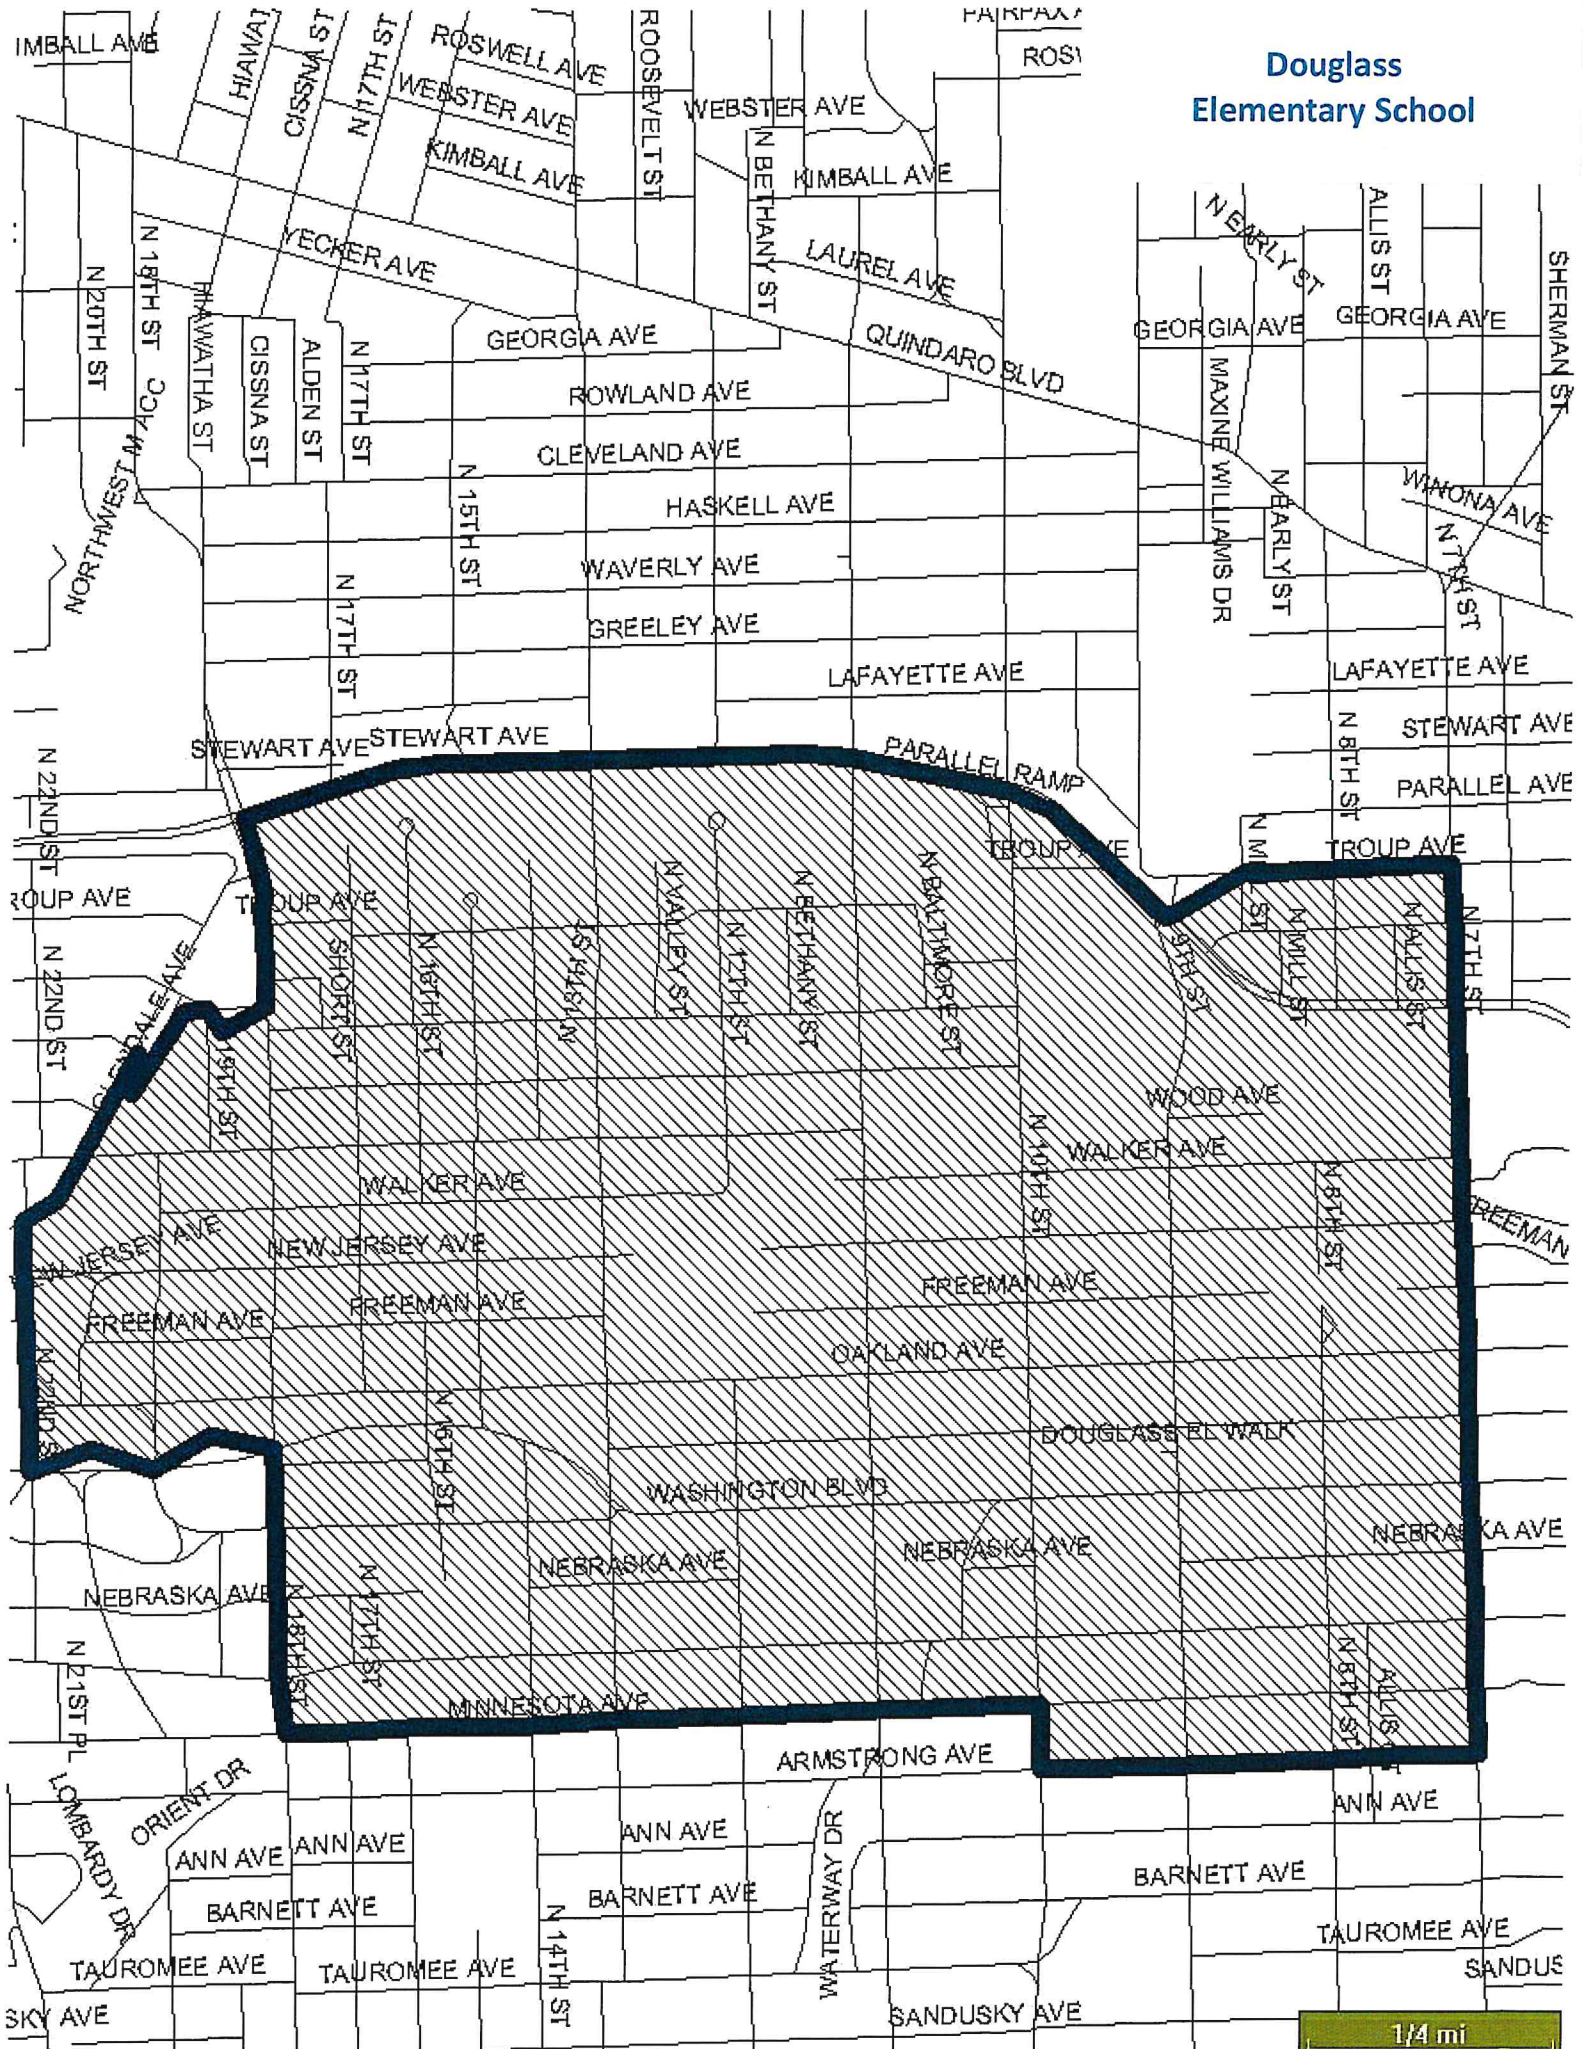 Douglass
Elementary School
IMBALL AVE
HIAWAT
CISSNA ST
N 17TH ST
ROSWELL AVE
WEBSTER AVE
KIMBALL AVE
ROOSEVELT ST
WEBSTER AVE
N BETHANY ST
KIMBALL AVE
FAIRFAX A
ROS
N EARLY ST
ALLIS ST
SHERMAN ST
YECKER AVE
LAUREL AVE
N 20TH ST
N 18TH ST
HIAWATHA ST
CISSNA ST
ALDEN ST
N 17TH ST
GEORGIA AVE
QUINDARO BLVD
GEORGIA AVE
GEORGIA AVE
ROWLAND AVE
MAXINE WILLIAMS DR
NORTHWEST M ACC
CLEVELAND AVE
N 15TH ST
HASKELL AVE
N EARLY ST
WINONA AVE
N 7TH ST
WAVERLY AVE
N 17TH ST
GREELEY AVE
LAFAYETTE AVE
LAFAYETTE AVE
N 8TH ST
STEWART AVE
STEWART AVE
STEWART AVE
PARALLEL RAMP
PARALLEL AVE
N 22ND ST
TROUP AVE
TROUP AVE
ROUP AVE
TROUP AVE
N VALLEY ST
N BETHANY ST
N BALTIMORE ST
N MILL ST
N ALLIS ST
N 7TH ST
SHORT ST
N 16TH ST
N 13TH ST
N 12TH ST
9TH ST
N 22ND ST
GLENDALE AVE
19TH ST
WOOD AVE
N 10TH ST
WALKER AVE
WALKER AVE
N 8TH ST
FREEMAN
W JERSEY AVE
NEW JERSEY AVE
FREEMAN AVE
FREEMAN AVE
FREEMAN AVE
OAKLAND AVE
N 22ND S
N 16TH ST
DOUGLASS EL WALK
WASHINGTON BLVD
NEBRASKA AVE
NEBRASKA AVE
NEBRASKA AVE
NEBRASKA AVE
N 18TH ST
N 17TH ST
N 21ST PL
MINNESOTA AVE
N 8TH ST
ALLIS ST
ARMSTRONG AVE
LOMBARDY DR
ORIENT DR
ANN AVE
ANN AVE
ANN AVE
ANN AVE
WATERWAY DR
BARNETT AVE
BARNETT AVE
BARNETT AVE
N 14TH ST
TAUROMEE AVE
TAUROMEE AVE
TAUROMEE AVE
SANDUS
SKY AVE
SANDUSKY AVE
1/4 mi